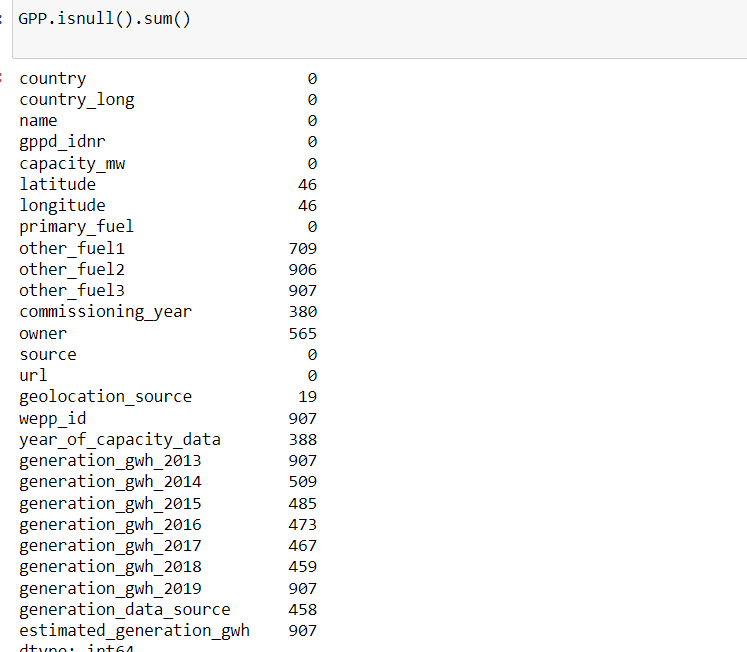 GPP.isnull().sum()
country 0
country_long 0
name 0
gppd_idnr 0
capacity_mw 0
latitude 46
longitude 46
primary_fuel 0
other_fuel1 709
other_fuel2 906
other_fuel3 907
commissioning_year 380
owner 565
source 0
url 0
geolocation_source 19
wepp_id 907
year_of_capacity_data 388
generation_gwh_2013 907
generation_gwh_2014 509
generation_gwh_2015 485
generation_gwh_2016 473
generation_gwh_2017 467
generation_gwh_2018 459
generation_gwh_2019 907
generation_data_source 458
estimated_generation_gwh 907
dtype: int64